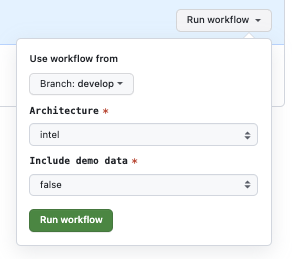 Run workflow
Use workflow from
Branch: develop
Architecture *
intel
Include demo data *
false
Run workflow